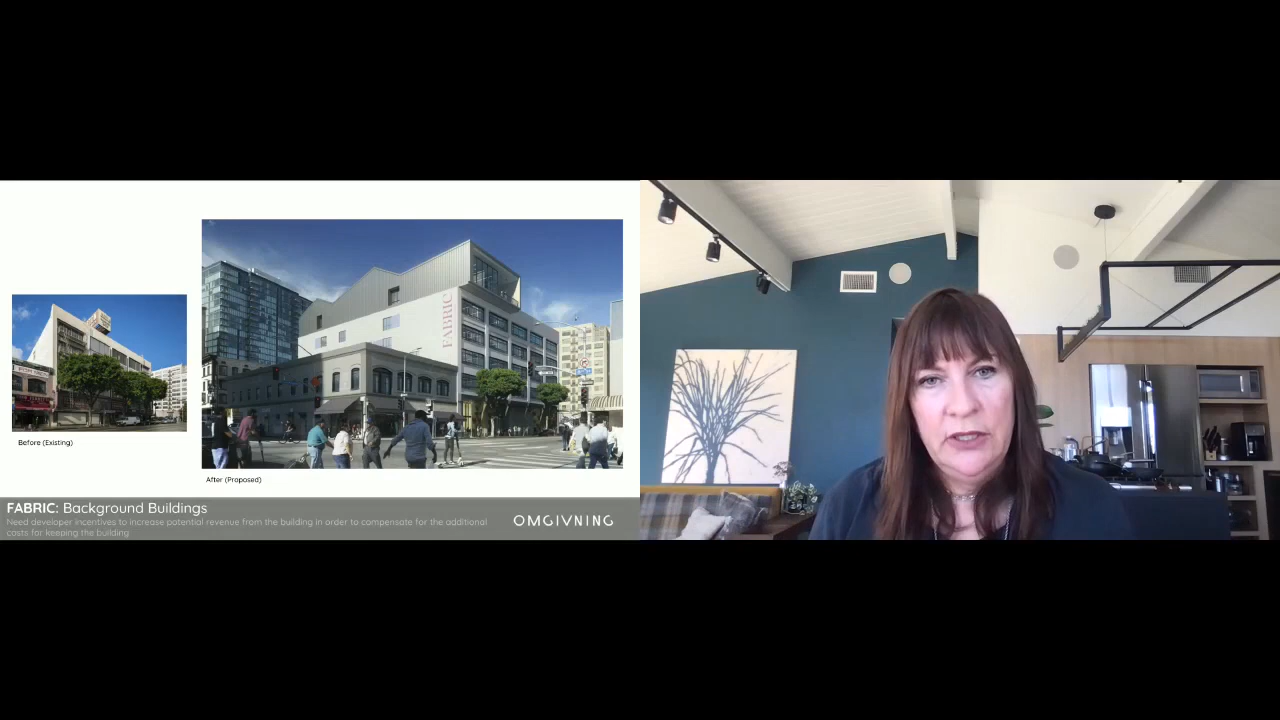 FABRIC
Before (Existing)
After (Proposed)
FABRIC: Background Buildings
Need developer incentives to increase potential revenue from the building in order to compensate for the additional
costs for keeping the building
OMGIVNING